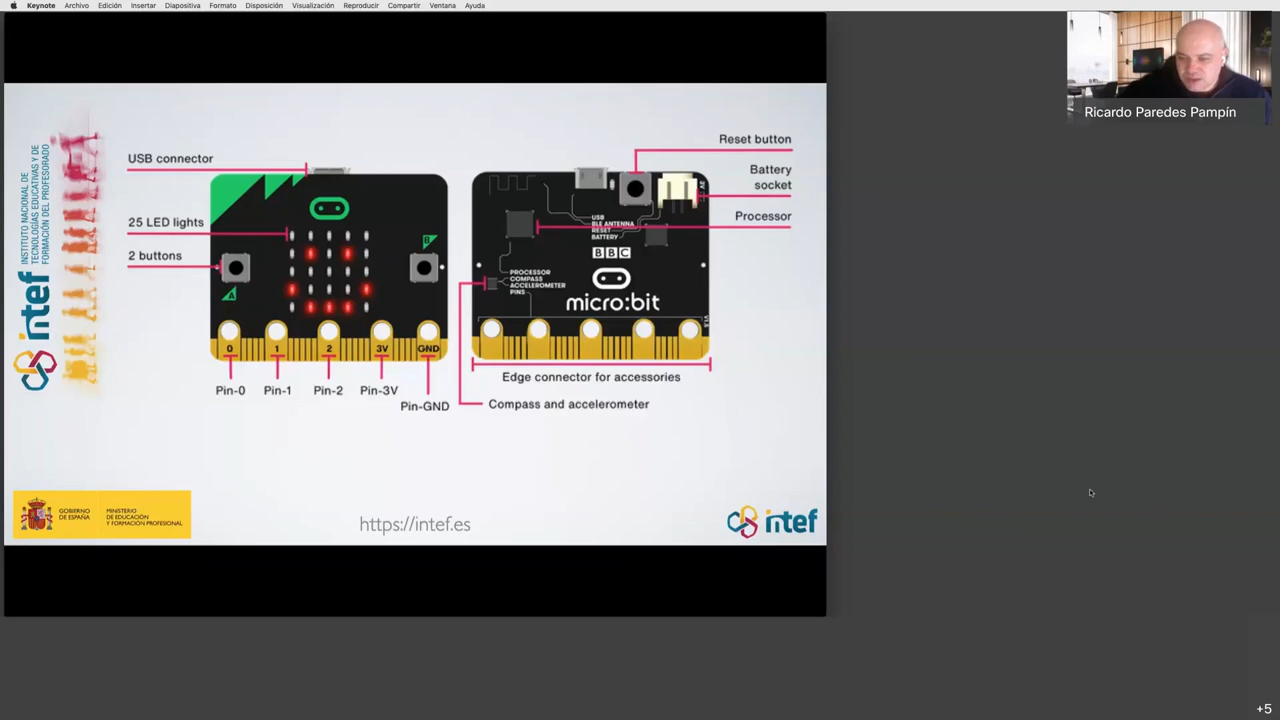 Keynote Archivo Edición Insertar Diapositiva Formato Disposición Visualización Reproducir Compartir Ventana Ayuda
Ricardo Paredes Pampín
INSTITUTO NACIONAL DE
TECNOLOGÍAS EDUCATIVAS Y DE
FORMACIÓN DEL PROFESORADO
intef
USB connector
25 LED lights
2 buttons
A
B
0 1 2 3V GND
Pin-0 Pin-1 Pin-2 Pin-3V
Pin-GND
Reset button
Battery
socket
Processor
USB
BLE ANTENNA
RESET
BATTERY
BBC
PROCESSOR
COMPASS
ACCELEROMETER
PINS
micro:bit
Edge connector for accessories
Compass and accelerometer
GOBIERNO
DE ESPAÑA
MINISTERIO
DE EDUCACIÓN
Y FORMACIÓN PROFESIONAL
https://intef.es
intef
+5